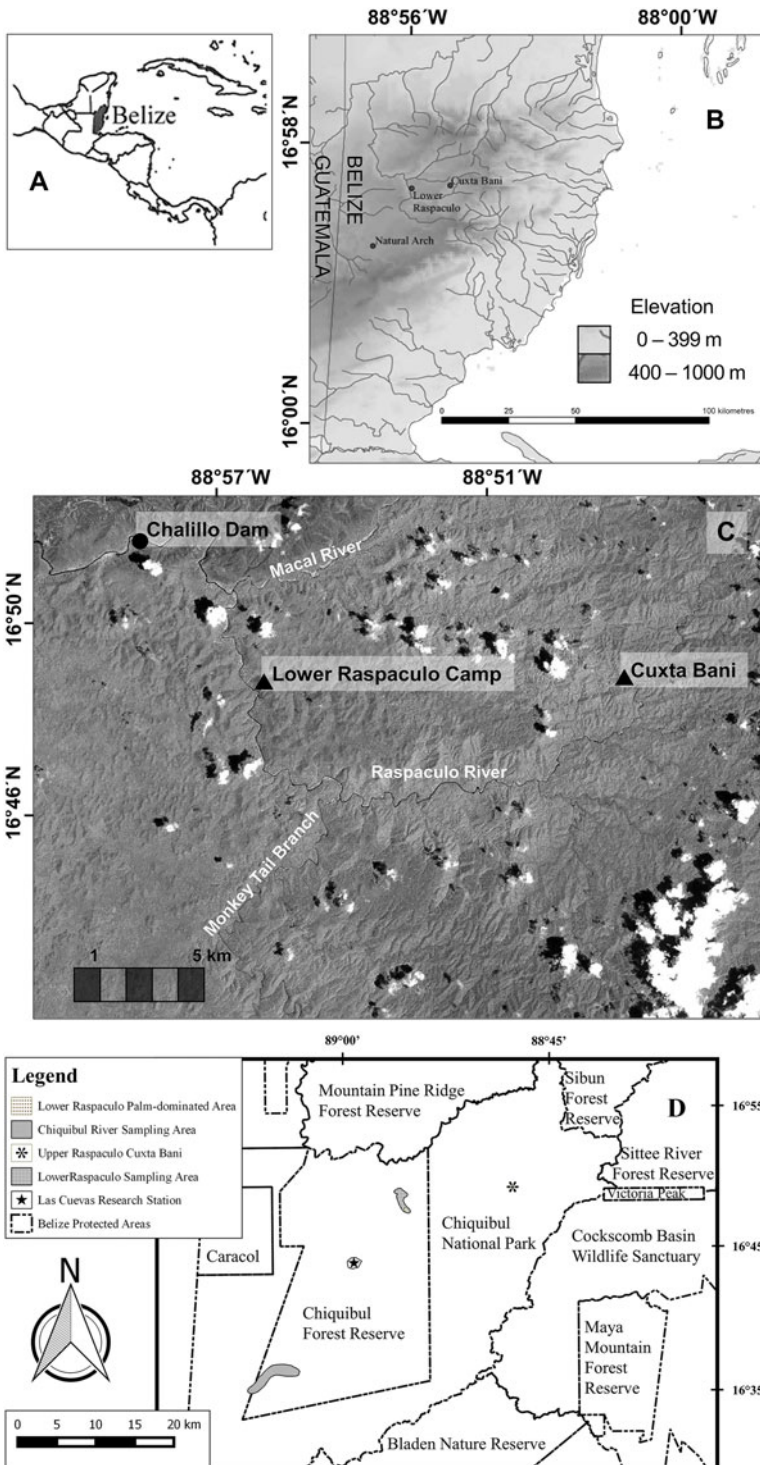 Belize
A
88°56´W
88°00´W
16°58´N
16°00´N
B
BELIZE
GUATEMALA
Cuxta Bani
Lower
Raspaculo
Natural Arch
Elevation
0 – 399 m
400 – 1000 m
0 25 50 100 kilometres
88°57´W
88°51´W
16°50´N
16°46´N
C
Chalillo Dam
Macal River
Lower Raspaculo Camp
Cuxta Bani
Raspaculo River
Monkey Tail Branch
1 5 km
89°00'
88°45'
16°55'
16°45'
16°35'
D
Legend
Lower Raspaculo Palm-dominated Area
Chiquibul River Sampling Area
Upper Raspaculo Cuxta Bani
LowerRaspaculo Sampling Area
Las Cuevas Research Station
Belize Protected Areas
Mountain Pine Ridge
Forest Reserve
Sibun
Forest
Reserve
Sittee River
Forest Reserve
Victoria Peak
Chiquibul
National Park
Cockscomb Basin
Wildlife Sanctuary
Caracol
Chiquibul
Forest Reserve
Maya
Mountain
Forest
Reserve
Bladen Nature Reserve
N
0 5 10 15 20 km